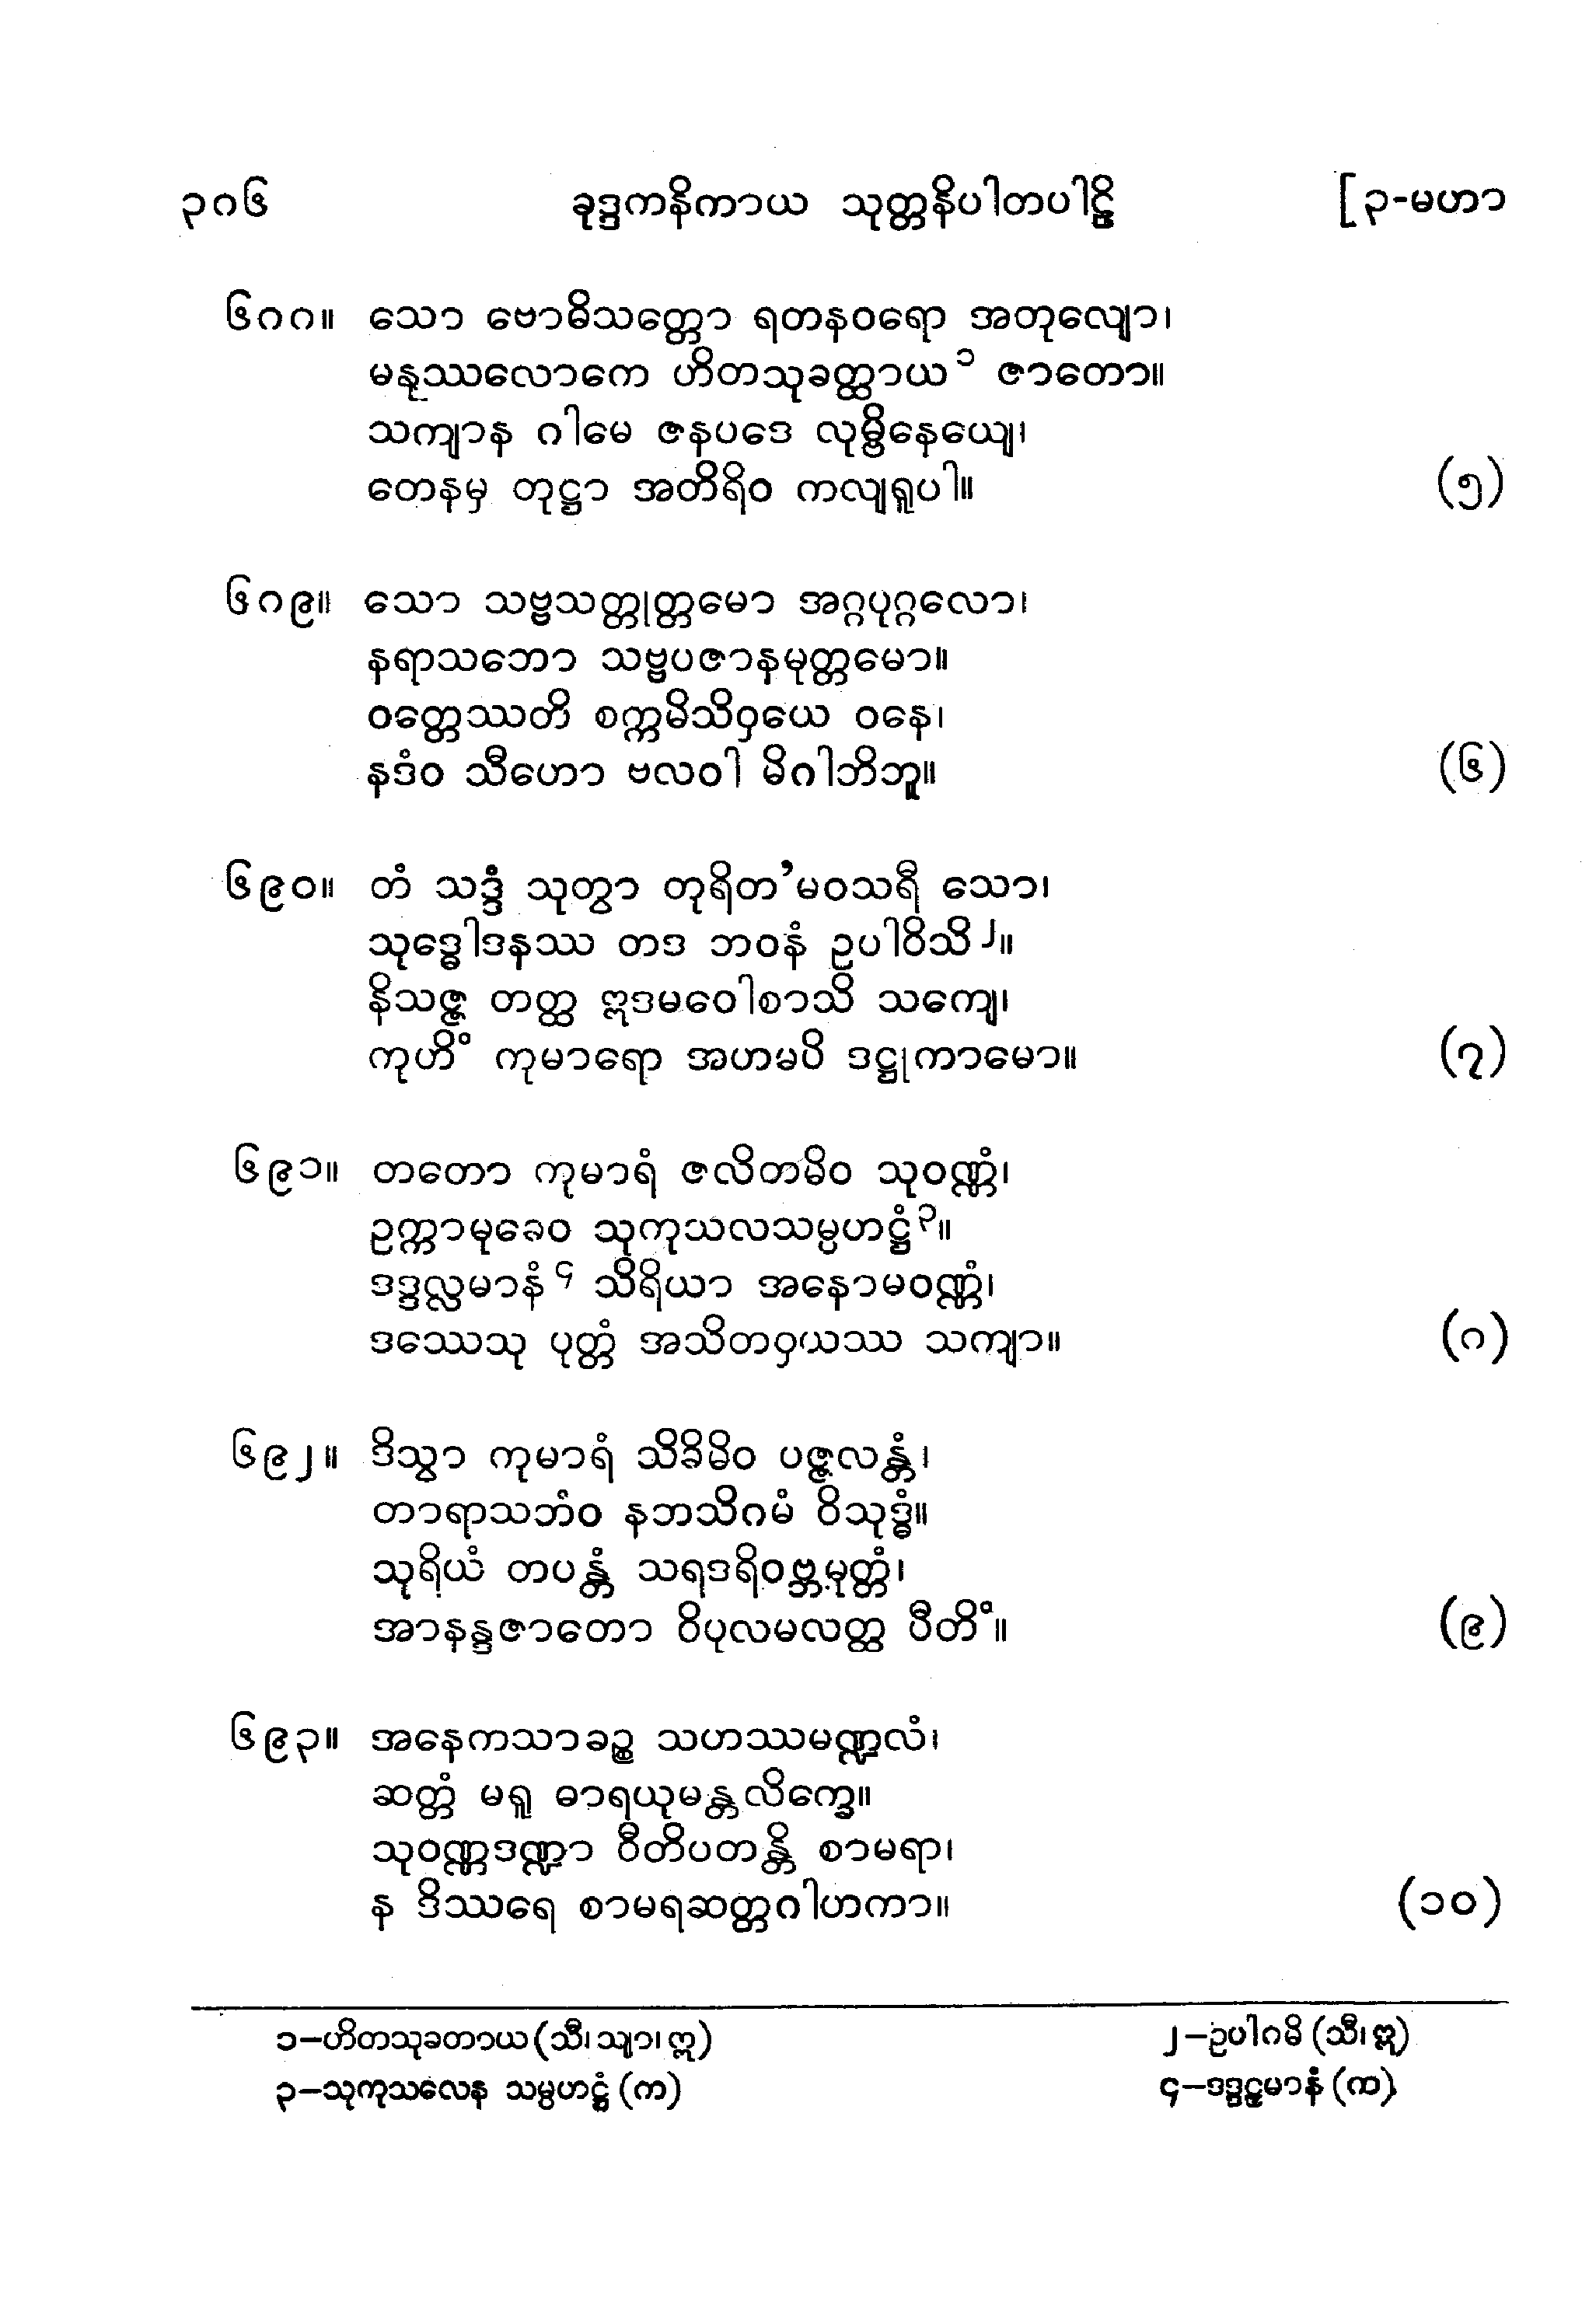 ၃၈၆ ခုဒ္ဒကနိကာယ သုတ္တနိပါတပါဠိ [၃-မဟာ
၆၈၈။ သော ဗောဓိသတ္တော ရတနဝရော အတုလျော၊
မနုဿလောကေ ဟိတသုခတ္ထာယ ၁ ဇာတော။
သကျာန ဂါမေ ဇနပဒေ လုမ္ဗိနေယျေ၊
တေနမှ တုဋ္ဌာ အတိရိဝ ကလျရူပါ။ (၅)
၆၈၉။ သော သဗ္ဗသတ္တုတ္တမော အဂ္ဂပုဂ္ဂလော၊
နရာသဘော သဗ္ဗပဇာနမုတ္တမော။
ဝတ္တေဿတိ စက္ကမိသိဝှယေ ဝနေ၊
နဒံဝ သီဟော ဗလဝါ မိဂါဘိဘူ။ (၆)
၆၉၀။ တံ သဒ္ဒံ သုတွာ တုရိတ’မဝသရီ သော၊
သုဒ္ဓေါဒနဿ တဒ ဘဝနံ ဥပါဝိသိ ၂။
နိသဇ္ဇ တတ္ထ ဣဒမဝေါစာသိ သကျေ၊
ကုဟိံ ကုမာရော အဟမပိ ဒဋ္ဌုကာမော။ (၇)
၆၉၁။ တတော ကုမာရံ ဇလိတမိဝ သုဝဏ္ဏံ၊
ဥက္ကာမုခေဝ သုကုသလသမ္ပဟဋ္ဌံ ၃။
ဒဒ္ဒလ္လမာနံ ၄ သိရိယာ အနောမဝဏ္ဏံ၊
ဒဿေသု ပုတ္တံ အသိတဝှယဿ သကျာ။ (၈)
၆၉၂။ ဒိသွာ ကုမာရံ သိခိမိဝ ပဇ္ဇလန္တံ၊
တာရာသဘံဝ နဘသိဂမံ ဝိသုဒ္ဓံ။
သုရိယံ တပန္တံ သရဒရိဝဗ္ဘမုတ္တံ၊
အာနန္ဒဇာတော ဝိပုလမလတ္ထ ပီတိံ။ (၉)
၆၉၃။ အနေကသာခဉ္စ သဟဿမဏ္ဍလံ၊
ဆတ္တံ မရူ ဓာရယုမန္တလိက္ခေ။
သုဝဏ္ဏဒဏ္ဍာ ဝီတိပတန္တိ စာမရာ၊
န ဒိဿရေ စာမရဆတ္တဂါဟကာ။ (၁၀)
၁–ဟိတသုခတာယ (သီ၊ သျာ၊ ဣ) ၂–ဥပါဂမိ (သီ၊ ဣ)
၃–သုကုသလေန သမ္ပဟဋ္ဌံ (က) ၄–ဒဒ္ဒဠှမာနံ (က)